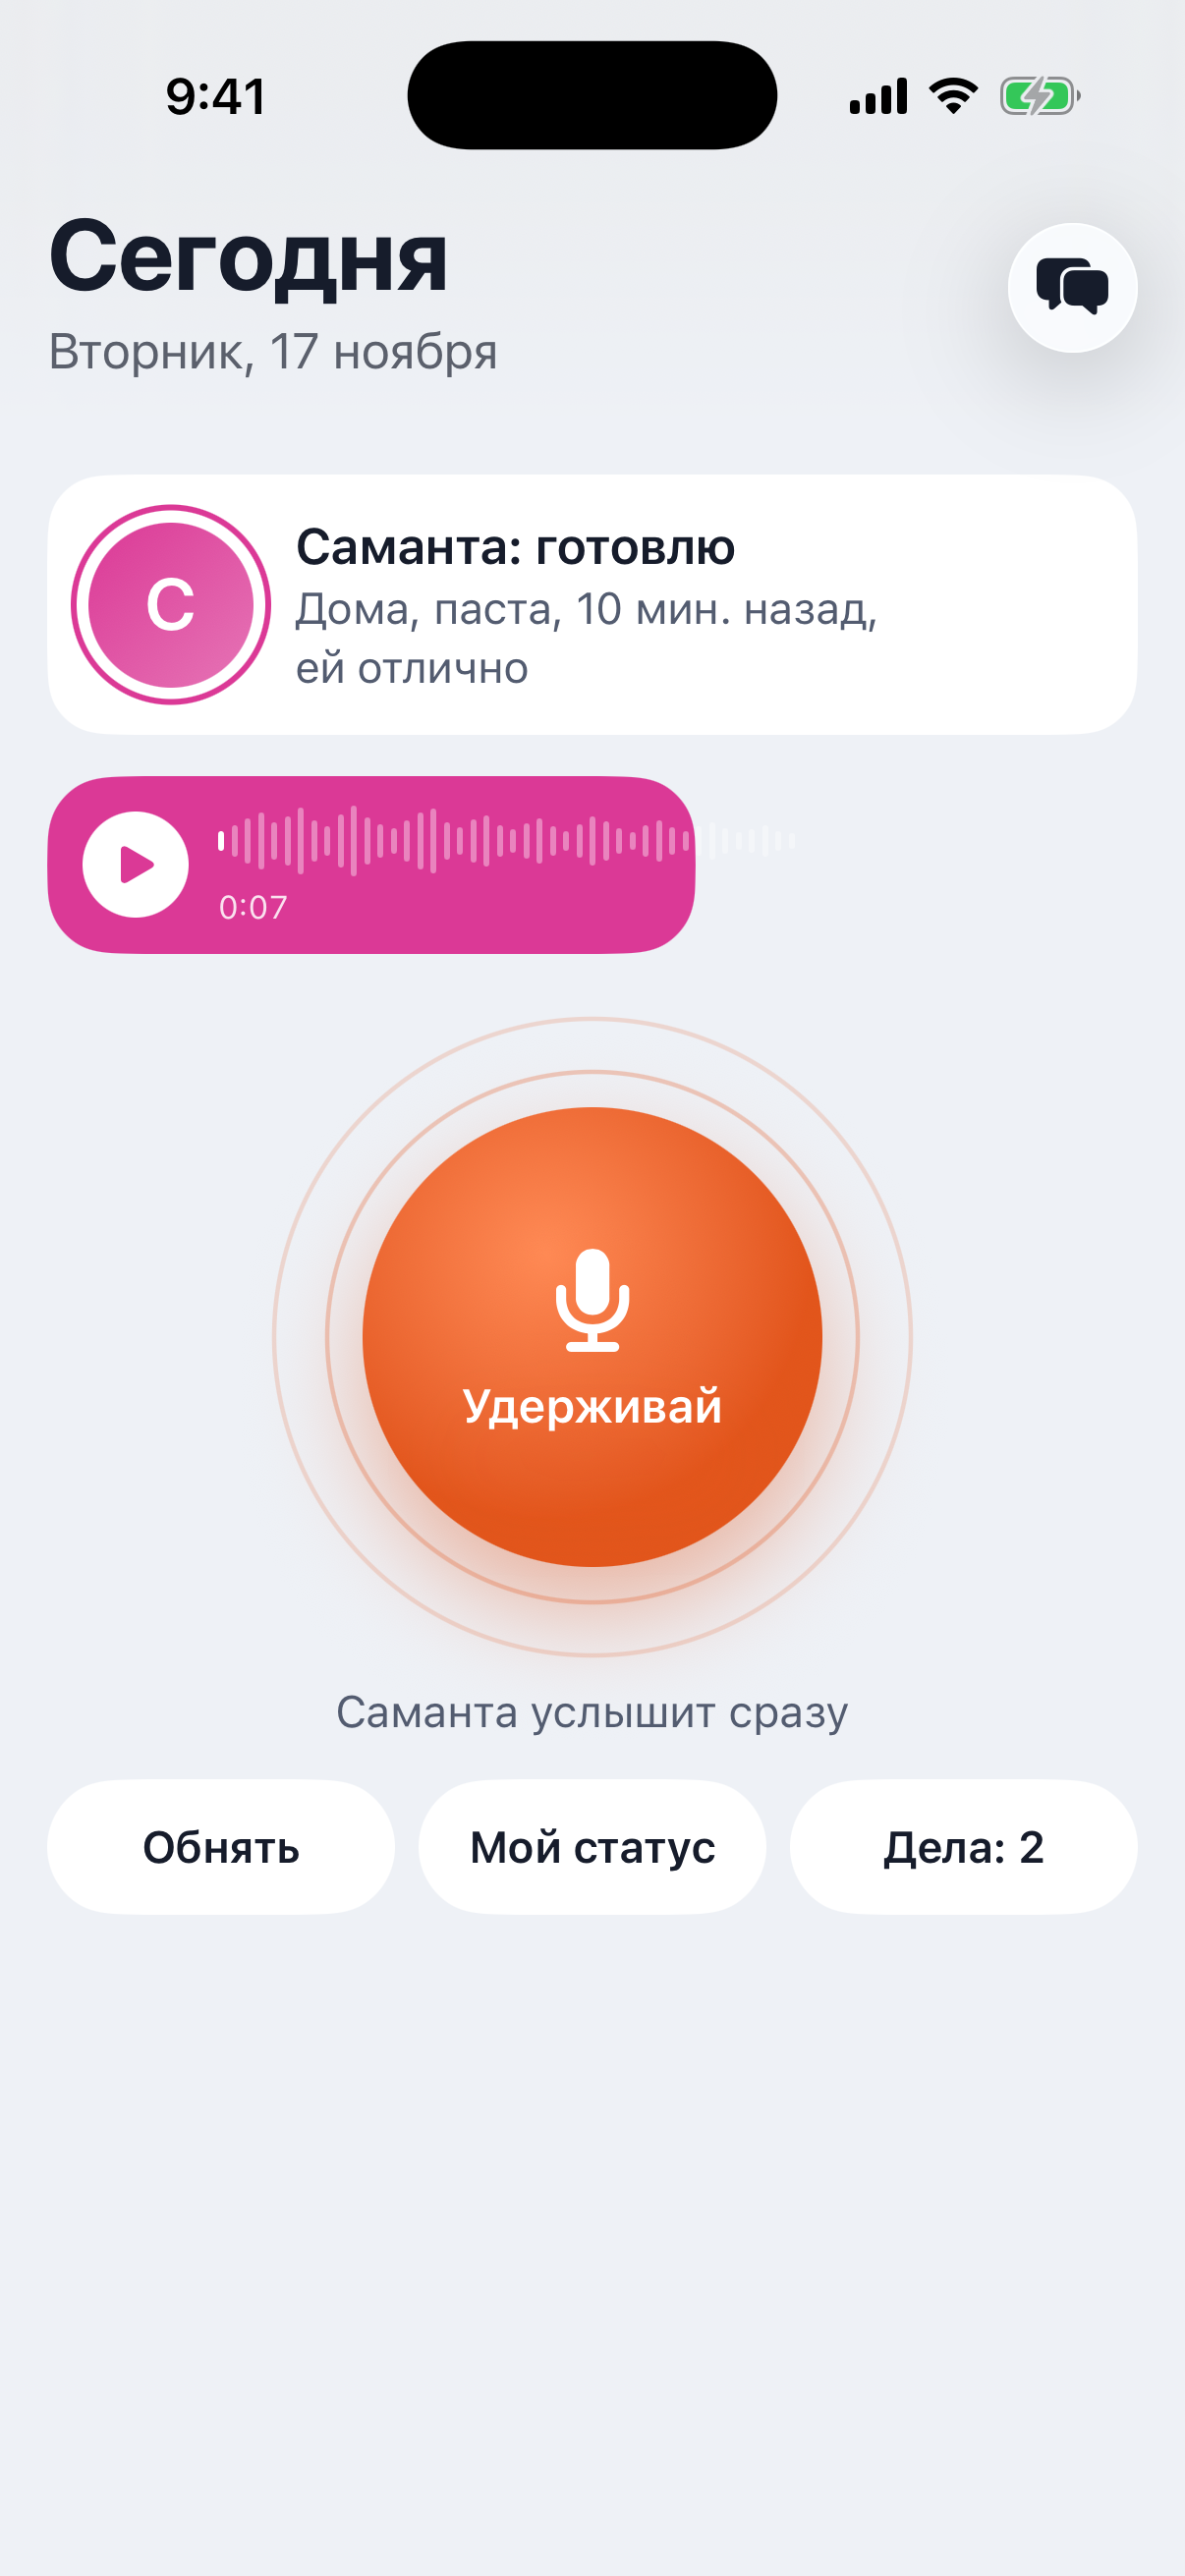 9:41
Сегодня
Вторник, 17 ноября
С
Саманта: готовлю
Дома, паста, 10 мин. назад,
ей отлично
0:07
Удерживай
Саманта услышит сразу
Обнять
Мой статус
Дела: 2